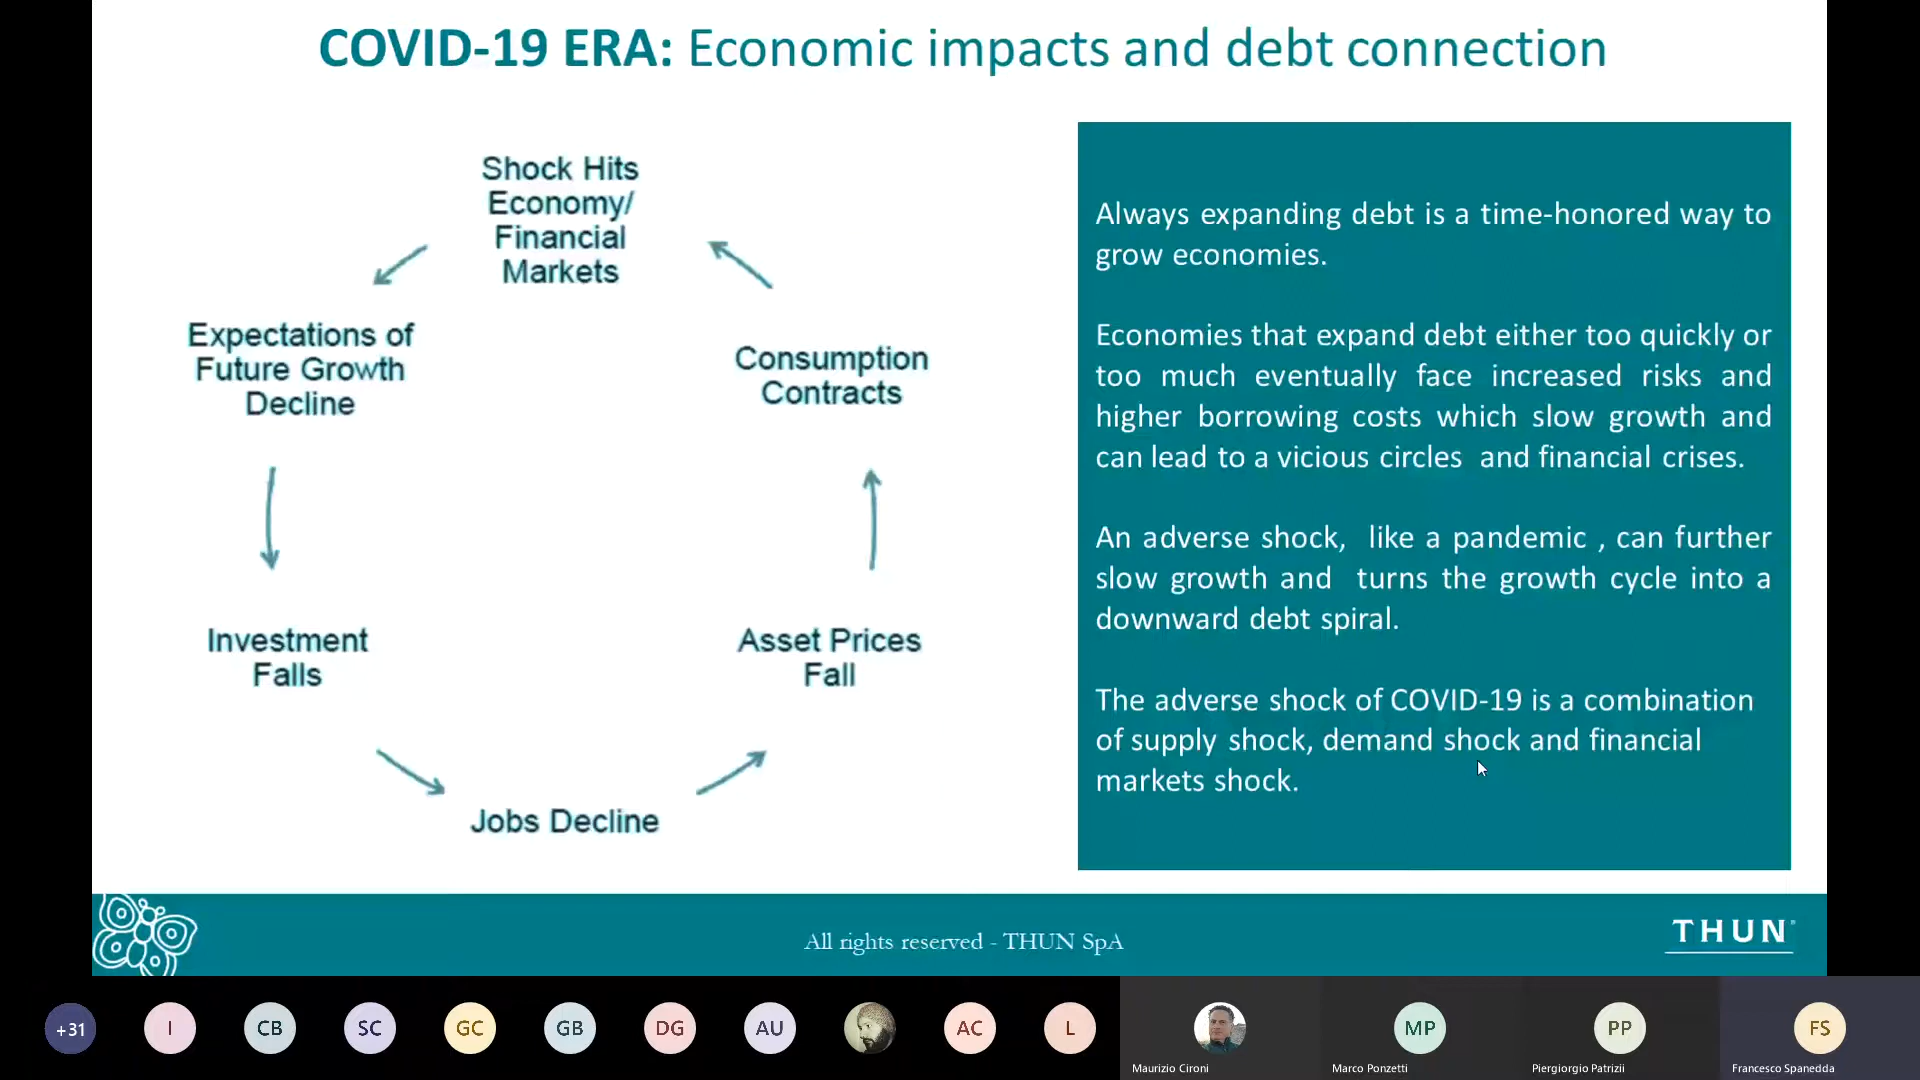 COVID-19 ERA: Economic impacts and debt connection
Shock Hits
Economy/
Financial
Markets
Expectations of
Future Growth
Decline
Investment
Falls
Jobs Decline
Asset Prices
Fall
Consumption
Contracts
Always expanding debt is a time-honored way to
grow economies.
Economies that expand debt either too quickly or
too much eventually face increased risks and
higher borrowing costs which slow growth and
can lead to a vicious circles and financial crises.
An adverse shock, like a pandemic , can further
slow growth and turns the growth cycle into a
downward debt spiral.
The adverse shock of COVID-19 is a combination
of supply shock, demand shock and financial
markets shock.
All rights reserved - THUN SpA
THUN
+31
I
CB
SC
GC
GB
DG
AU
AC
L
MP
PP
FS
Maurizio Cironi
Marco Ponzetti
Piergiorgio Patrizii
Francesco Spanedda